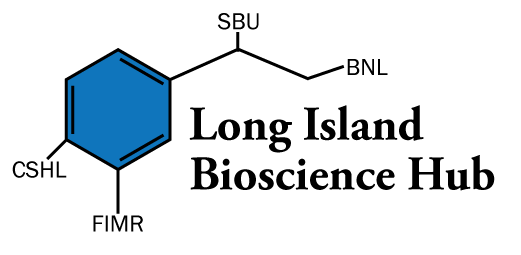 SBU
BNL
Long Island
Bioscience Hub
CSHL
FIMR